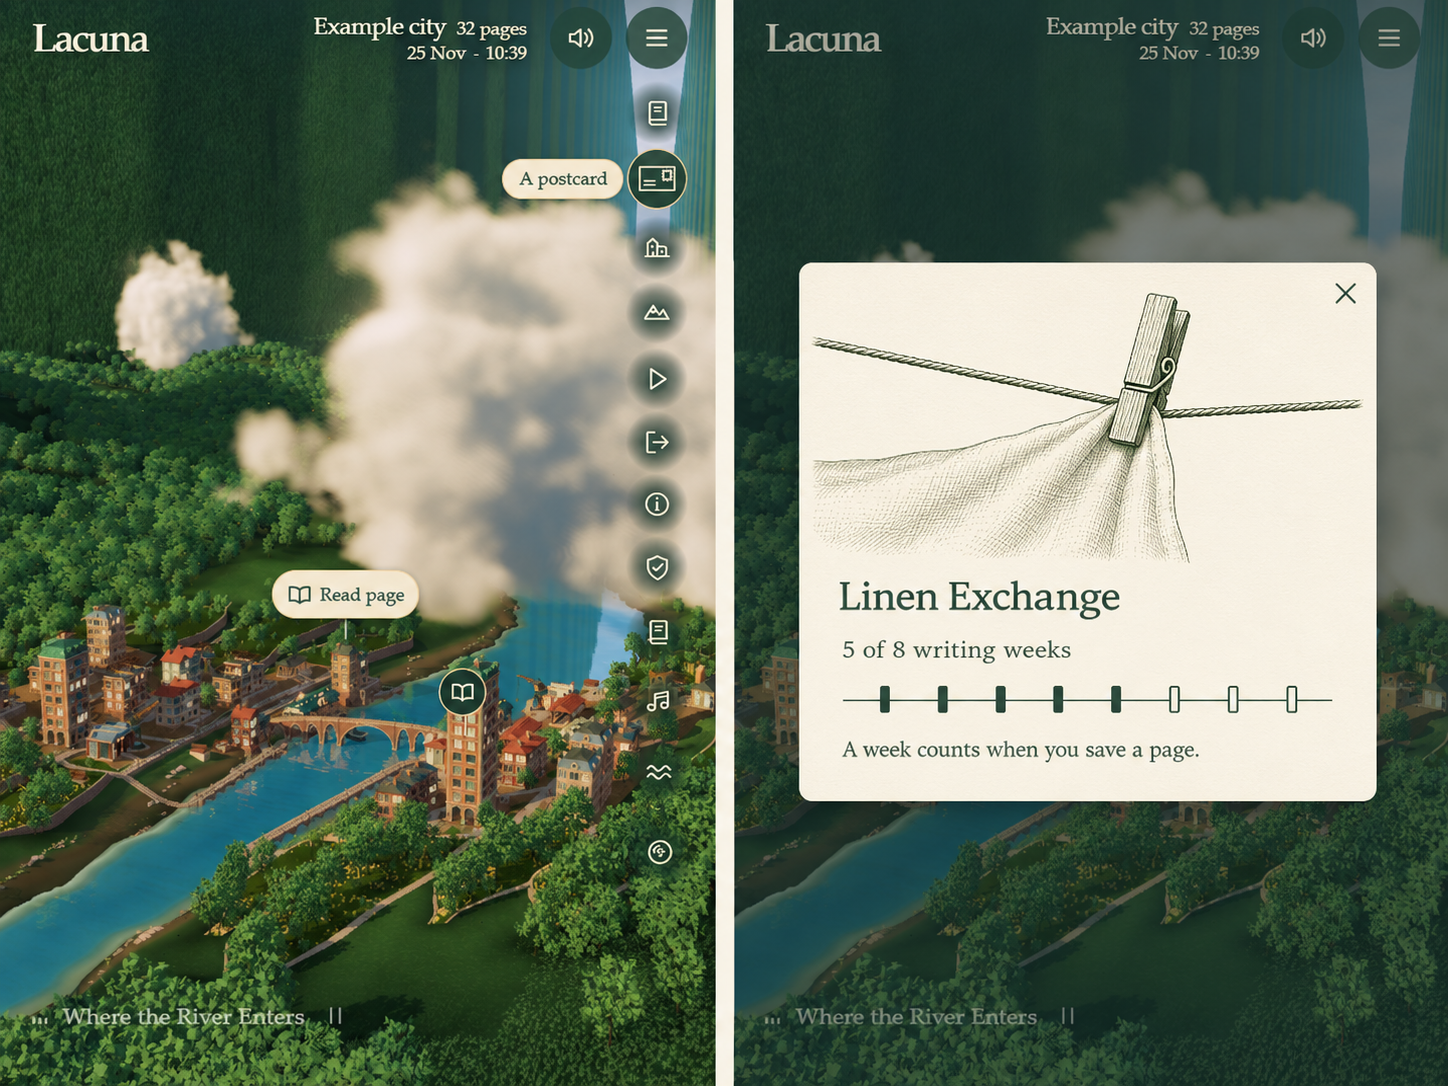 Lacuna
Example city 32 pages
25 Nov - 10:39
A postcard
Read page
Where the River Enters
Lacuna
Example city 32 pages
25 Nov - 10:39
Linen Exchange
5 of 8 writing weeks
A week counts when you save a page.
Where the River Enters